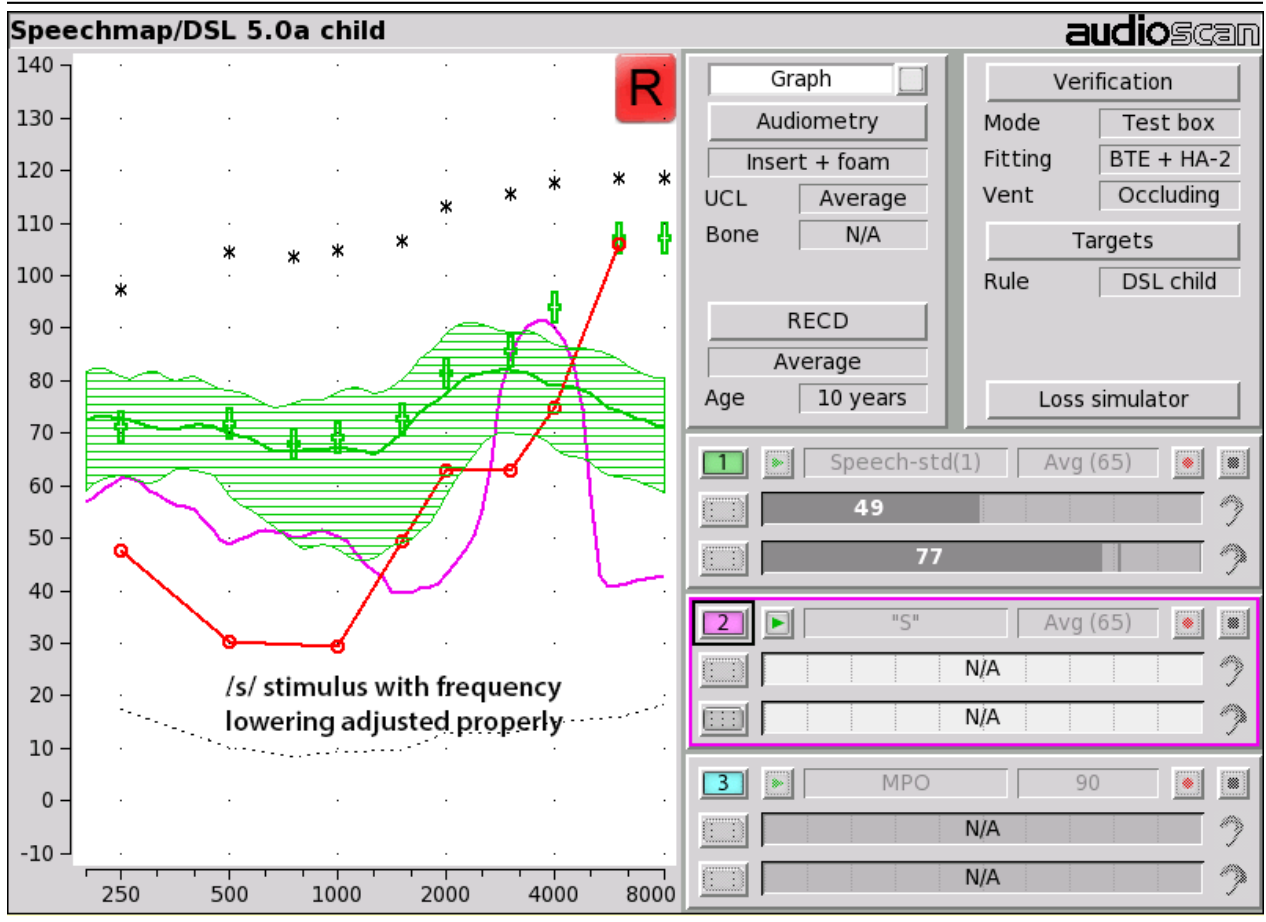 Speechmap/DSL 5.0a child
audioscan
140
130
120
110
100
90
80
70
60
50
40
30
20
10
0
-10
250 500 1000 2000 4000 8000
R
/s/ stimulus with frequency
lowering adjusted properly
Graph
Audiometry
Insert + foam
UCL Average
Bone N/A
RECD
Average
Age 10 years
Verification
Mode Test box
Fitting BTE + HA-2
Vent Occluding
Targets
Rule DSL child
Loss simulator
1 Speech-std(1) Avg (65)
49
77
2 "S" Avg (65)
N/A
N/A
3 MPO 90
N/A
N/A